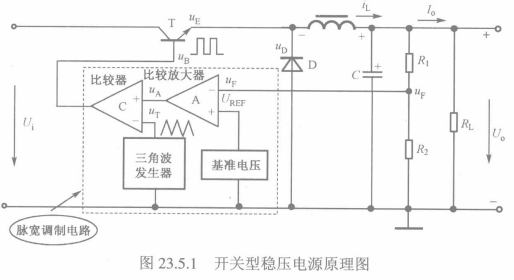 T
u_E
i_L
I_o
−
+
+
u_B
u_D
D
C
+
R_1
u_F
R_2
R_L
U_i
U_o
−
比较器
比较放大器
u_F
u_A
U_REF
C
A
+
−
−
+
u_T
三角波
发生器
基准电压
脉宽调制电路
图 23.5.1 开关型稳压电源原理图